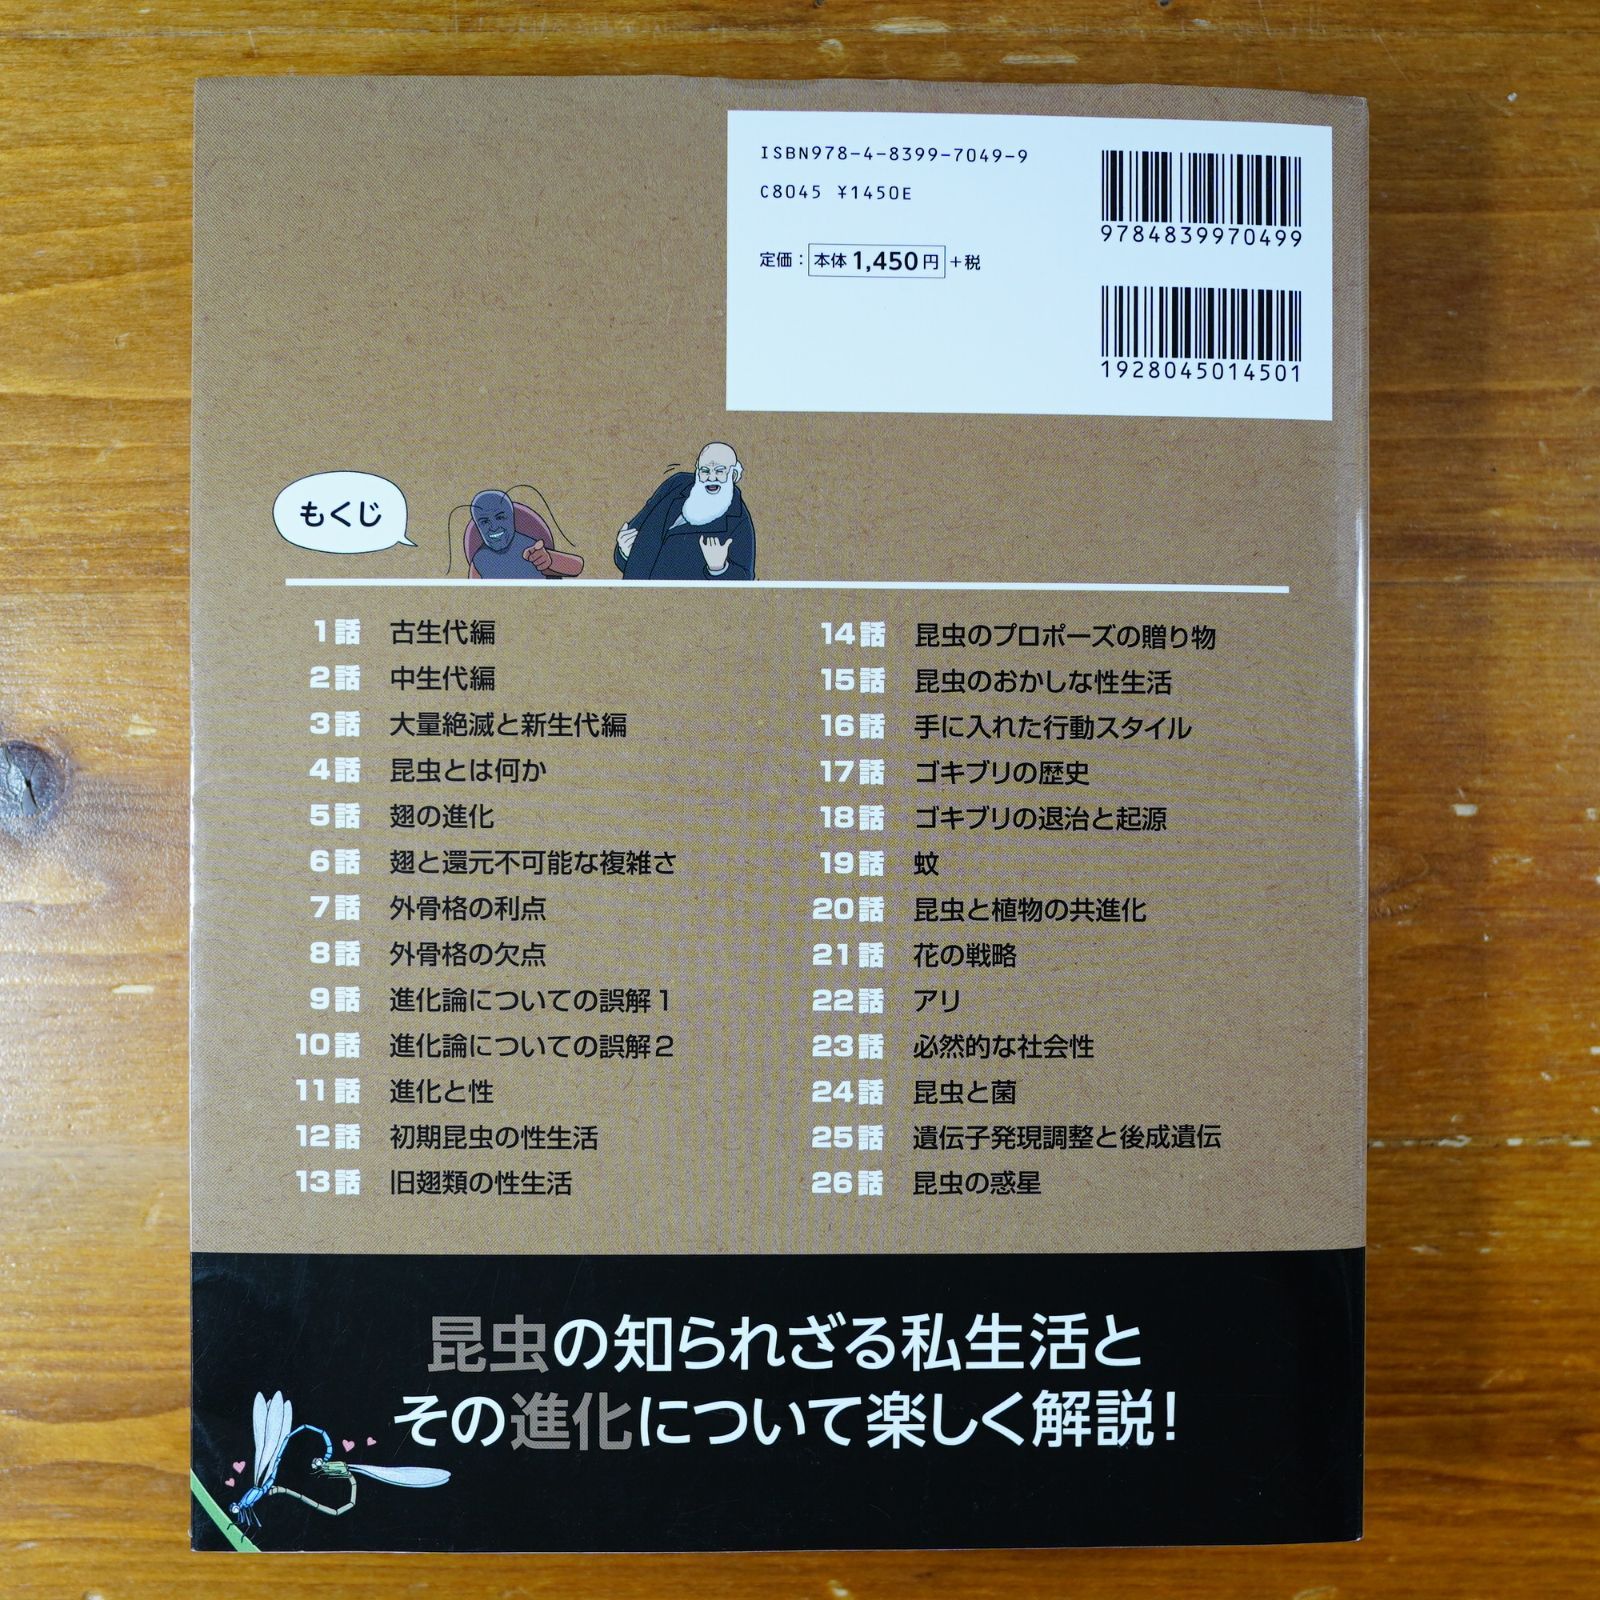 ISBN978-4-8399-7049-9
C8045 ¥1450E
定価：本体1,450円+税
9784839970499
1928045014501
もくじ
1話 古生代編
2話 中生代編
3話 大量絶滅と新生代編
4話 昆虫とは何か
5話 翅の進化
6話 翅と還元不可能な複雑さ
7話 外骨格の利点
8話 外骨格の欠点
9話 進化論についての誤解1
10話 進化論についての誤解2
11話 進化と性
12話 初期昆虫の性生活
13話 旧翅類の性生活
14話 昆虫のプロポーズの贈り物
15話 昆虫のおかしな性生活
16話 手に入れた行動スタイル
17話 ゴキブリの歴史
18話 ゴキブリの退治と起源
19話 蚊
20話 昆虫と植物の共進化
21話 花の戦略
22話 アリ
23話 必然的な社会性
24話 昆虫と菌
25話 遺伝子発現調整と後成遺伝
26話 昆虫の惑星
昆虫の知られざる私生活と
その進化について楽しく解説！